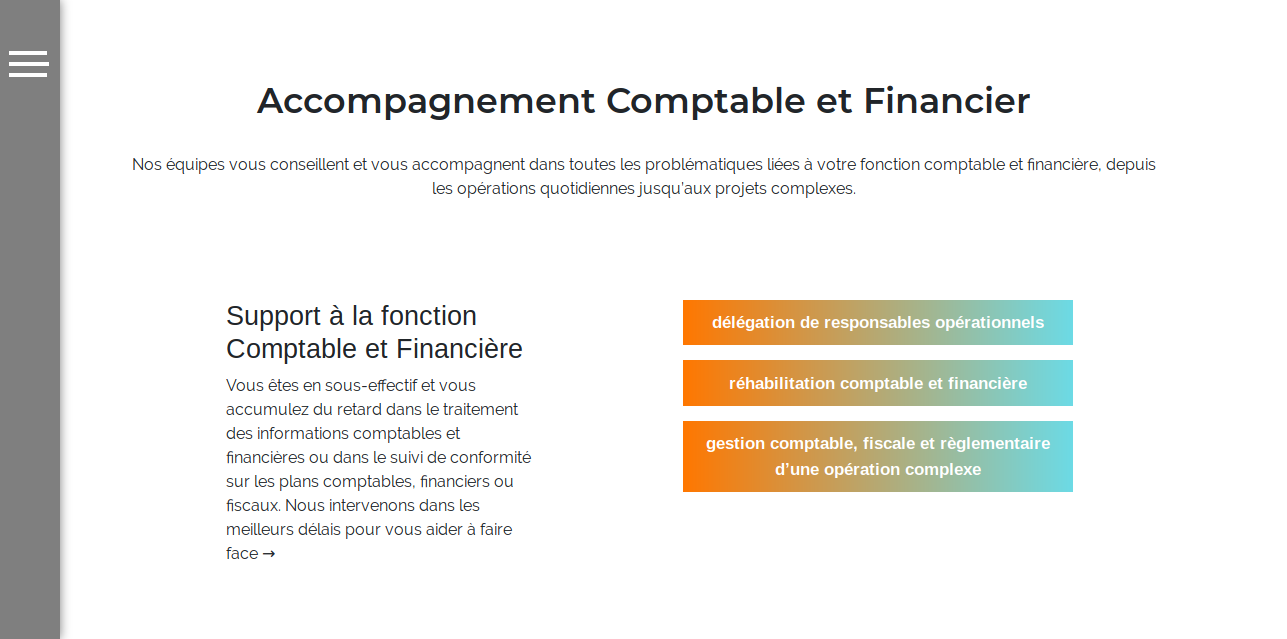 Accompagnement Comptable et Financier
Nos équipes vous conseillent et vous accompagnent dans toutes les problématiques liées à votre fonction comptable et financière, depuis
les opérations quotidiennes jusqu’aux projets complexes.
Support à la fonction
Comptable et Financière
Vous êtes en sous-effectif et vous
accumulez du retard dans le traitement
des informations comptables et
financières ou dans le suivi de conformité
sur les plans comptables, financiers ou
fiscaux. Nous intervenons dans les
meilleurs délais pour vous aider à faire
face →
délégation de responsables opérationnels
réhabilitation comptable et financière
gestion comptable, fiscale et règlementaire
d’une opération complexe